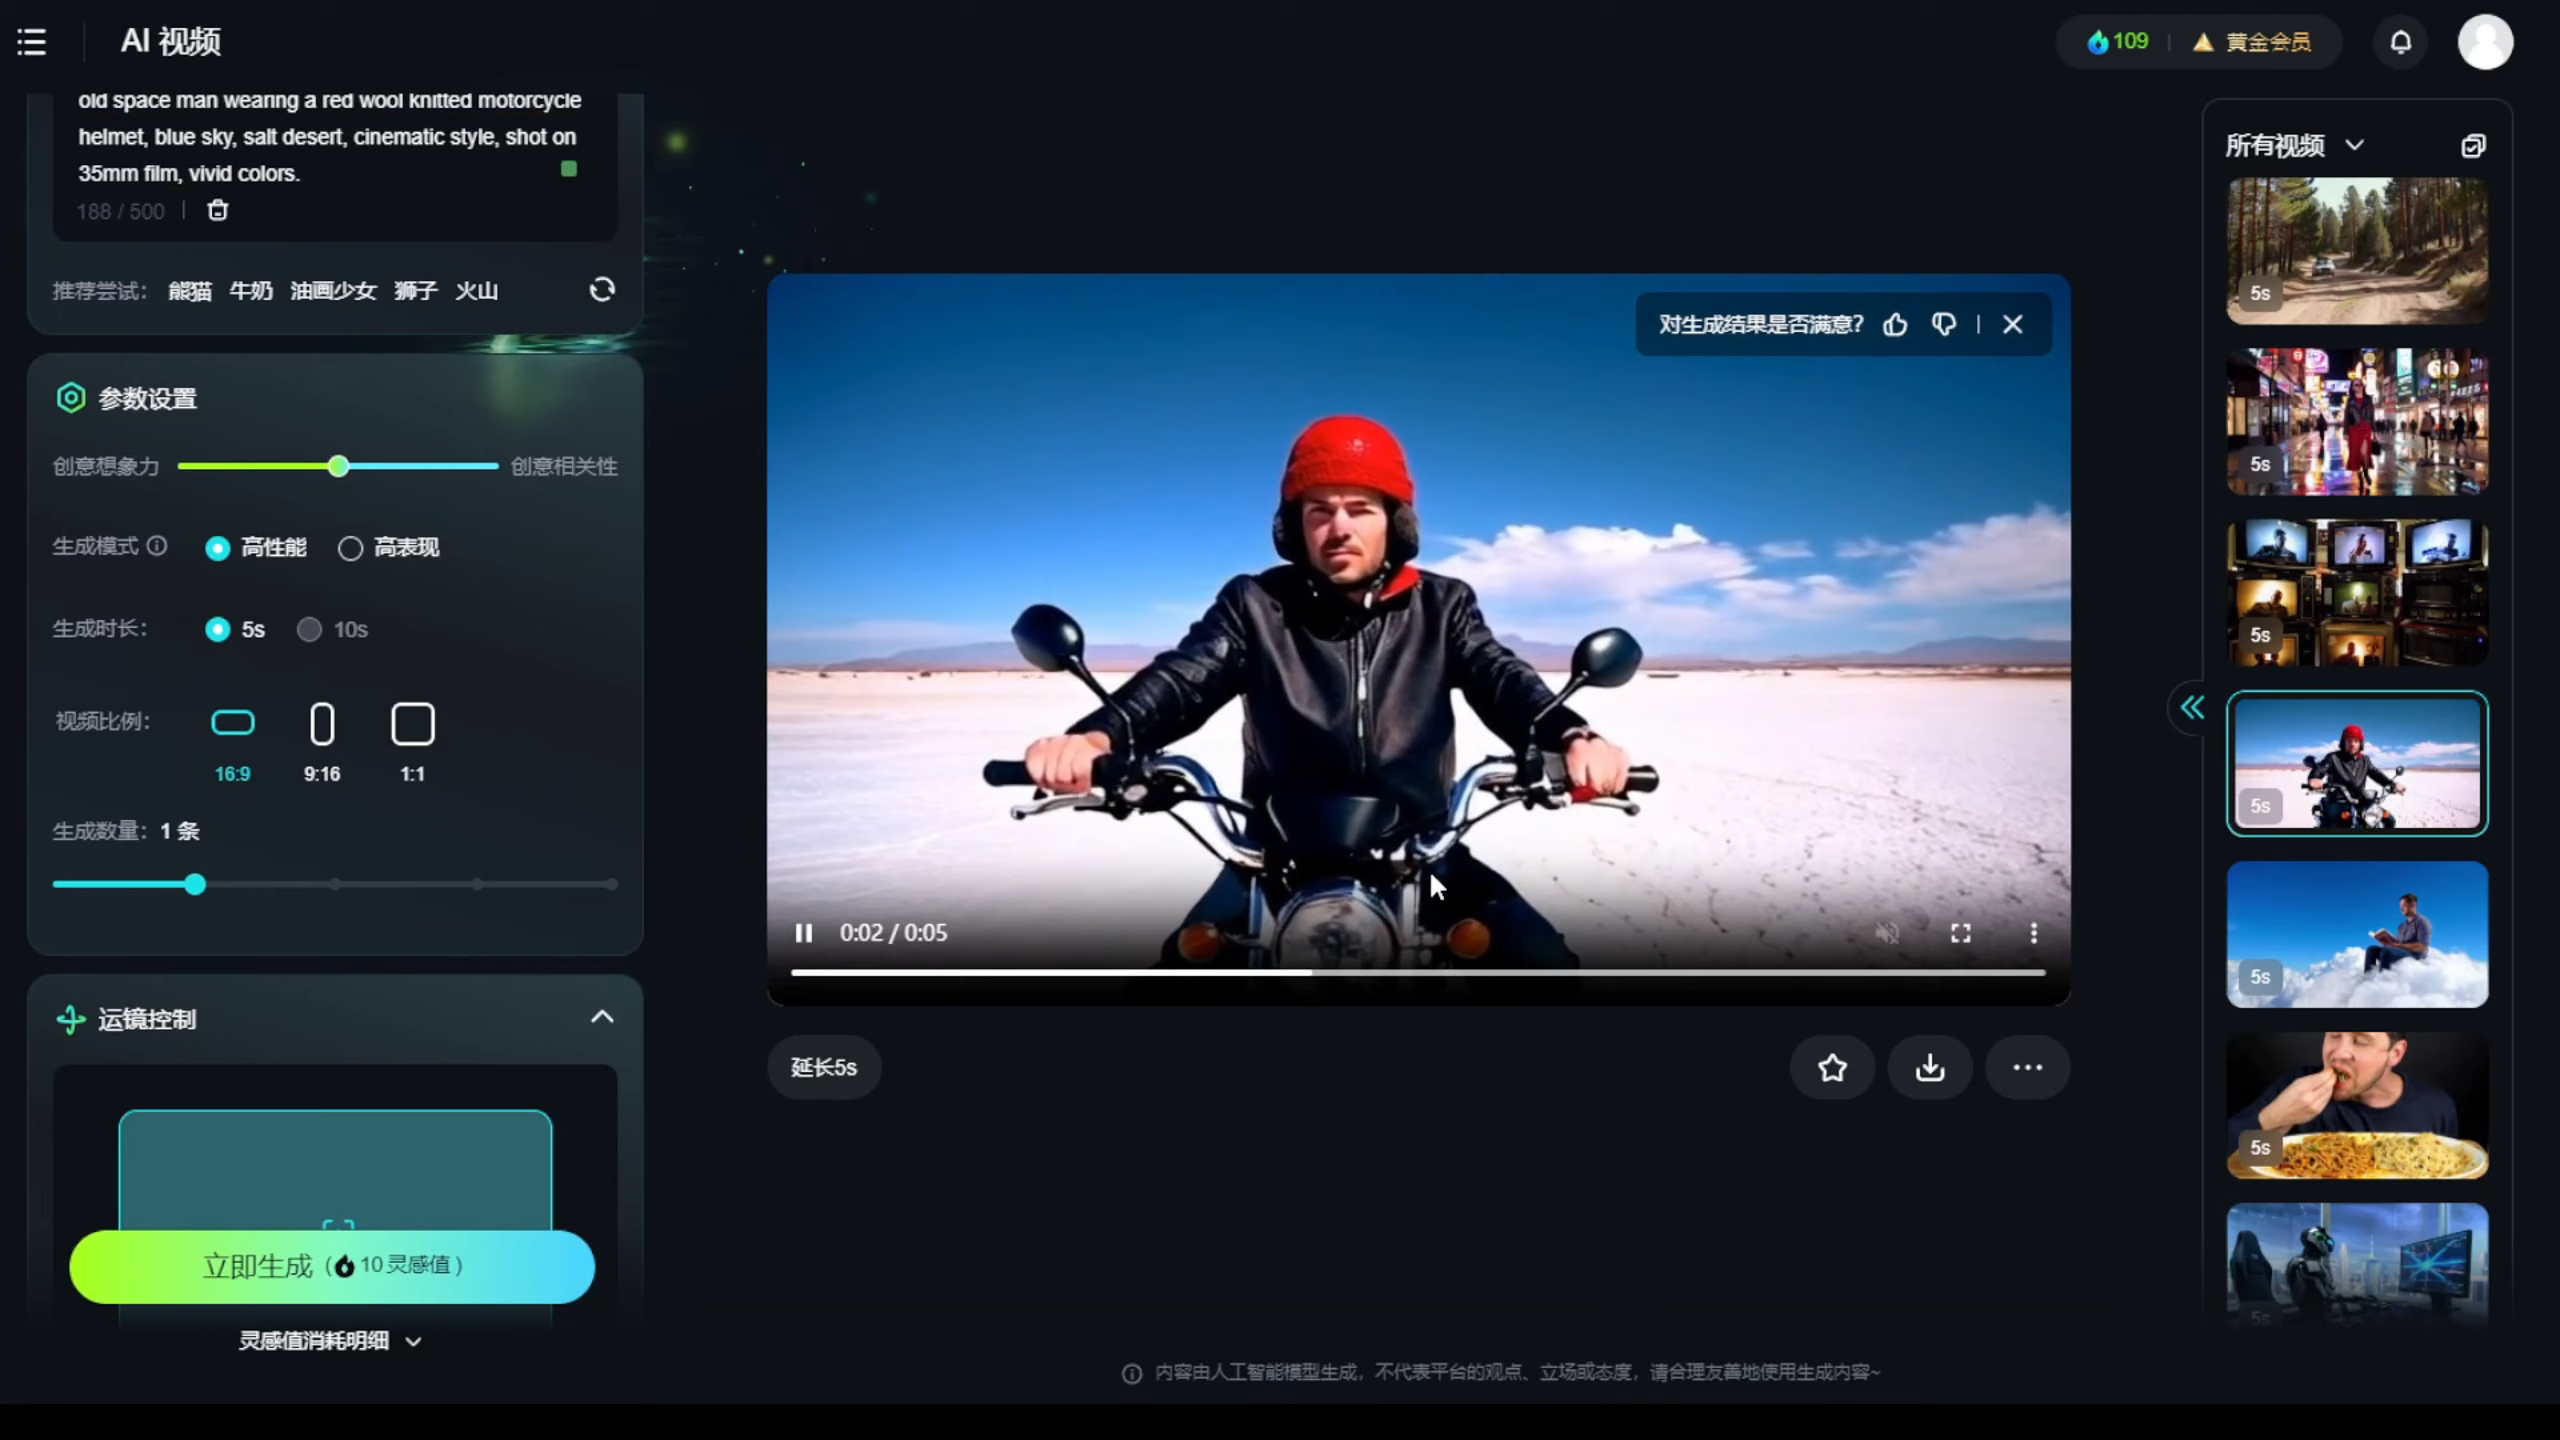 AI 视频
109
黄金会员
old space man wearing a red wool knitted motorcycle
helmet, blue sky, salt desert, cinematic style, shot on
35mm film, vivid colors.
188 / 500
推荐尝试: 熊猫 牛奶 油画少女 狮子 火山
参数设置
创意想象力 创意相关性
生成模式 高性能 高表现
生成时长: 5s 10s
视频比例:
16:9 9:16 1:1
生成数量: 1 条
运镜控制
立即生成 ( 10 灵感值 )
灵感值消耗明细
对生成结果是否满意?
0:02 / 0:05
延长5s
内容由人工智能模型生成，不代表平台的观点、立场或态度，请合理友善地使用生成内容~
所有视频
5s
5s
5s
5s
5s
5s
5s